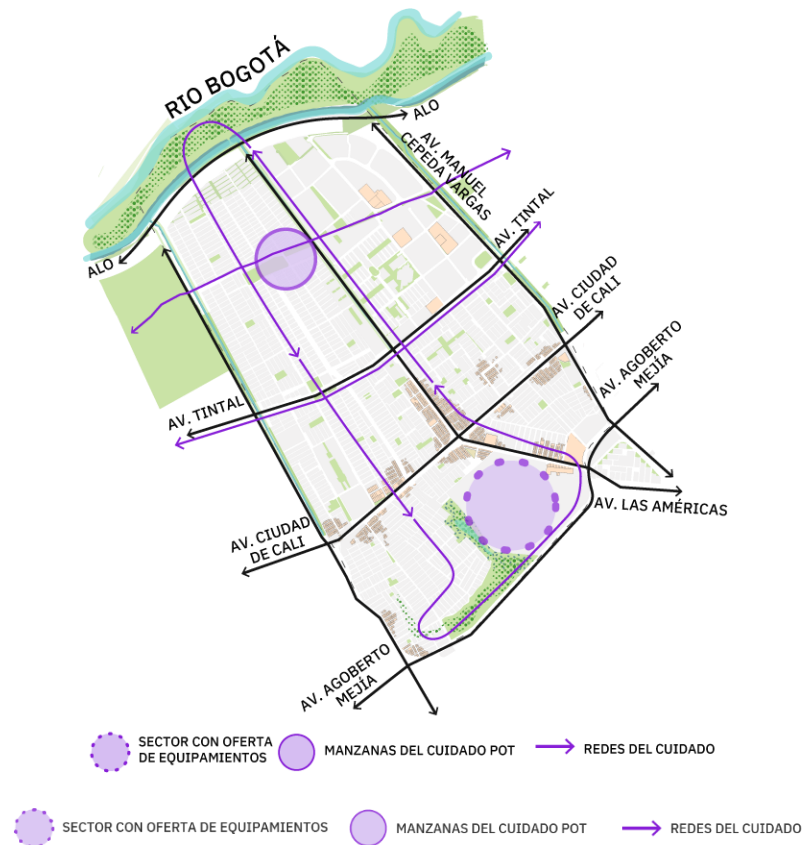 RIO BOGOTÁ
ALO
AV. MANUEL
CEPEDA VARGAS
AV. TINTAL
ALO
AV. CIUDAD
DE CALI
AV. AGOBERTO
MEJÍA
AV. TINTAL
AV. LAS AMÉRICAS
AV. CIUDAD
DE CALI
AV. AGOBERTO
MEJÍA
SECTOR CON OFERTA
DE EQUIPAMIENTOS
MANZANAS DEL CUIDADO POT
REDES DEL CUIDADO
SECTOR CON OFERTA DE EQUIPAMIENTOS
MANZANAS DEL CUIDADO POT
REDES DEL CUIDADO